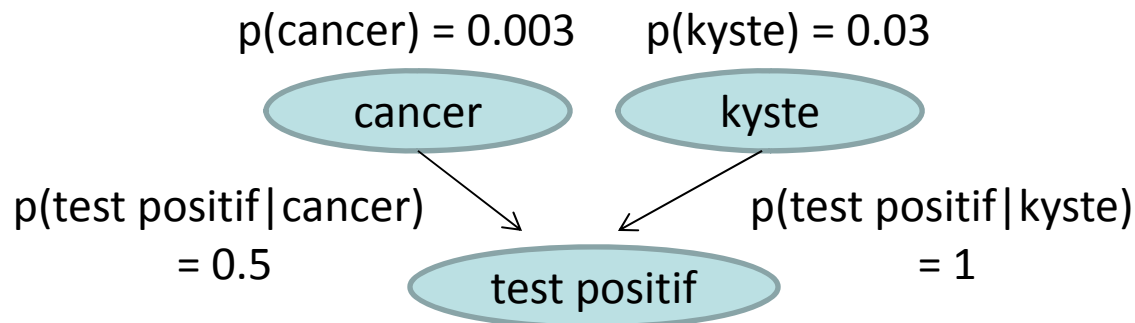 p(cancer) = 0.003
p(kyste) = 0.03
cancer
kyste
p(test positif|cancer)
= 0.5
p(test positif|kyste)
= 1
test positif